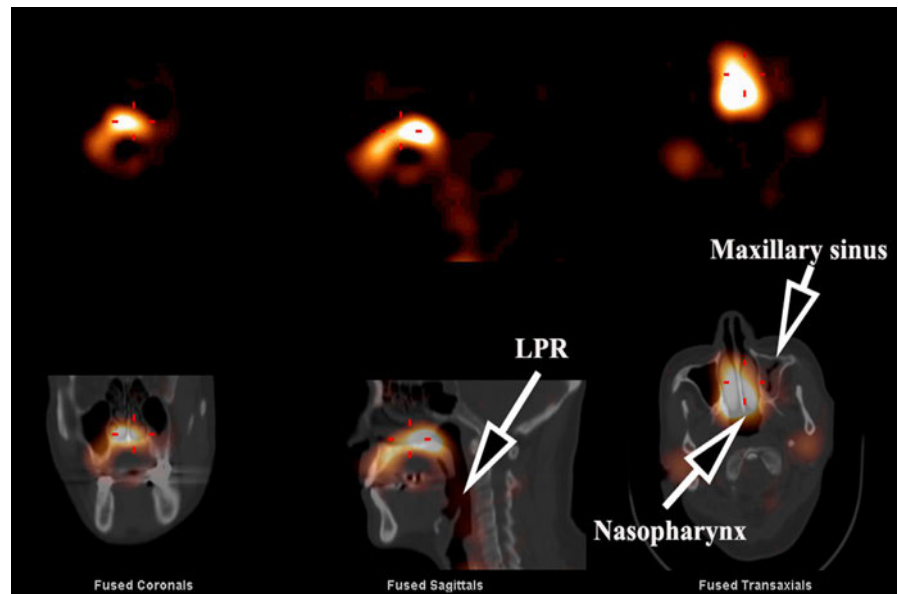 Maxillary sinus
LPR
Nasopharynx
Fused Coronals
Fused Sagittals
Fused Transaxials